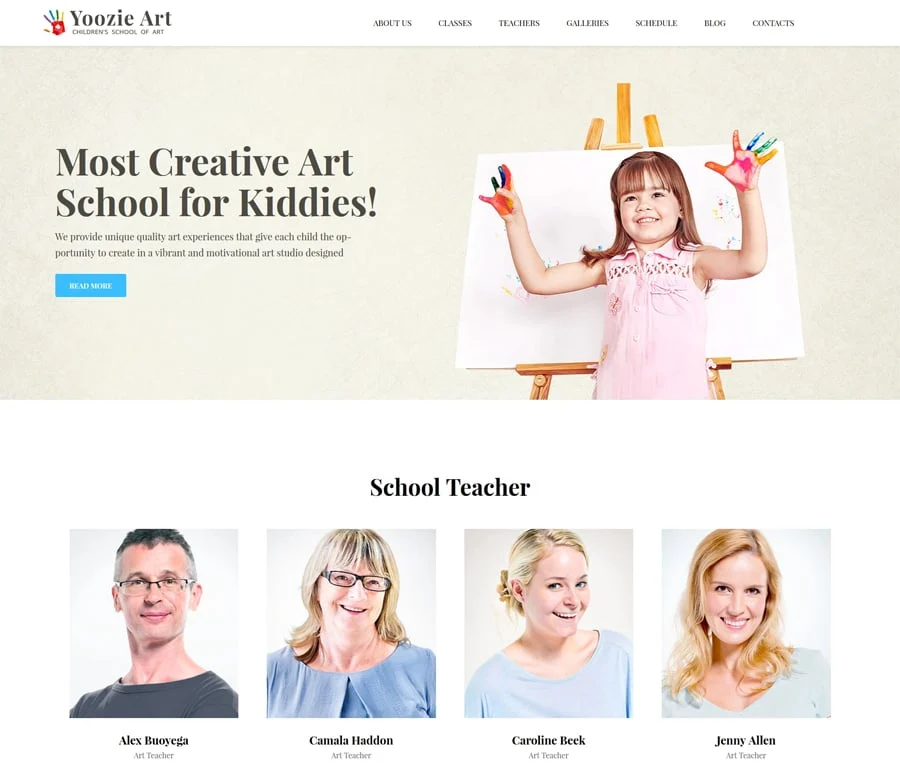 Yoozie Art
CHILDREN'S SCHOOL OF ART
ABOUT US CLASSES TEACHERS GALLERIES SCHEDULE BLOG CONTACTS
Most Creative Art
School for Kiddies!
We provide unique quality art experiences that give each child the op-
portunity to create in a vibrant and motivational art studio designed
READ MORE
School Teacher
Alex Buoyega Camala Haddon Caroline Beek Jenny Allen
Art Teacher Art Teacher Art Teacher Art Teacher